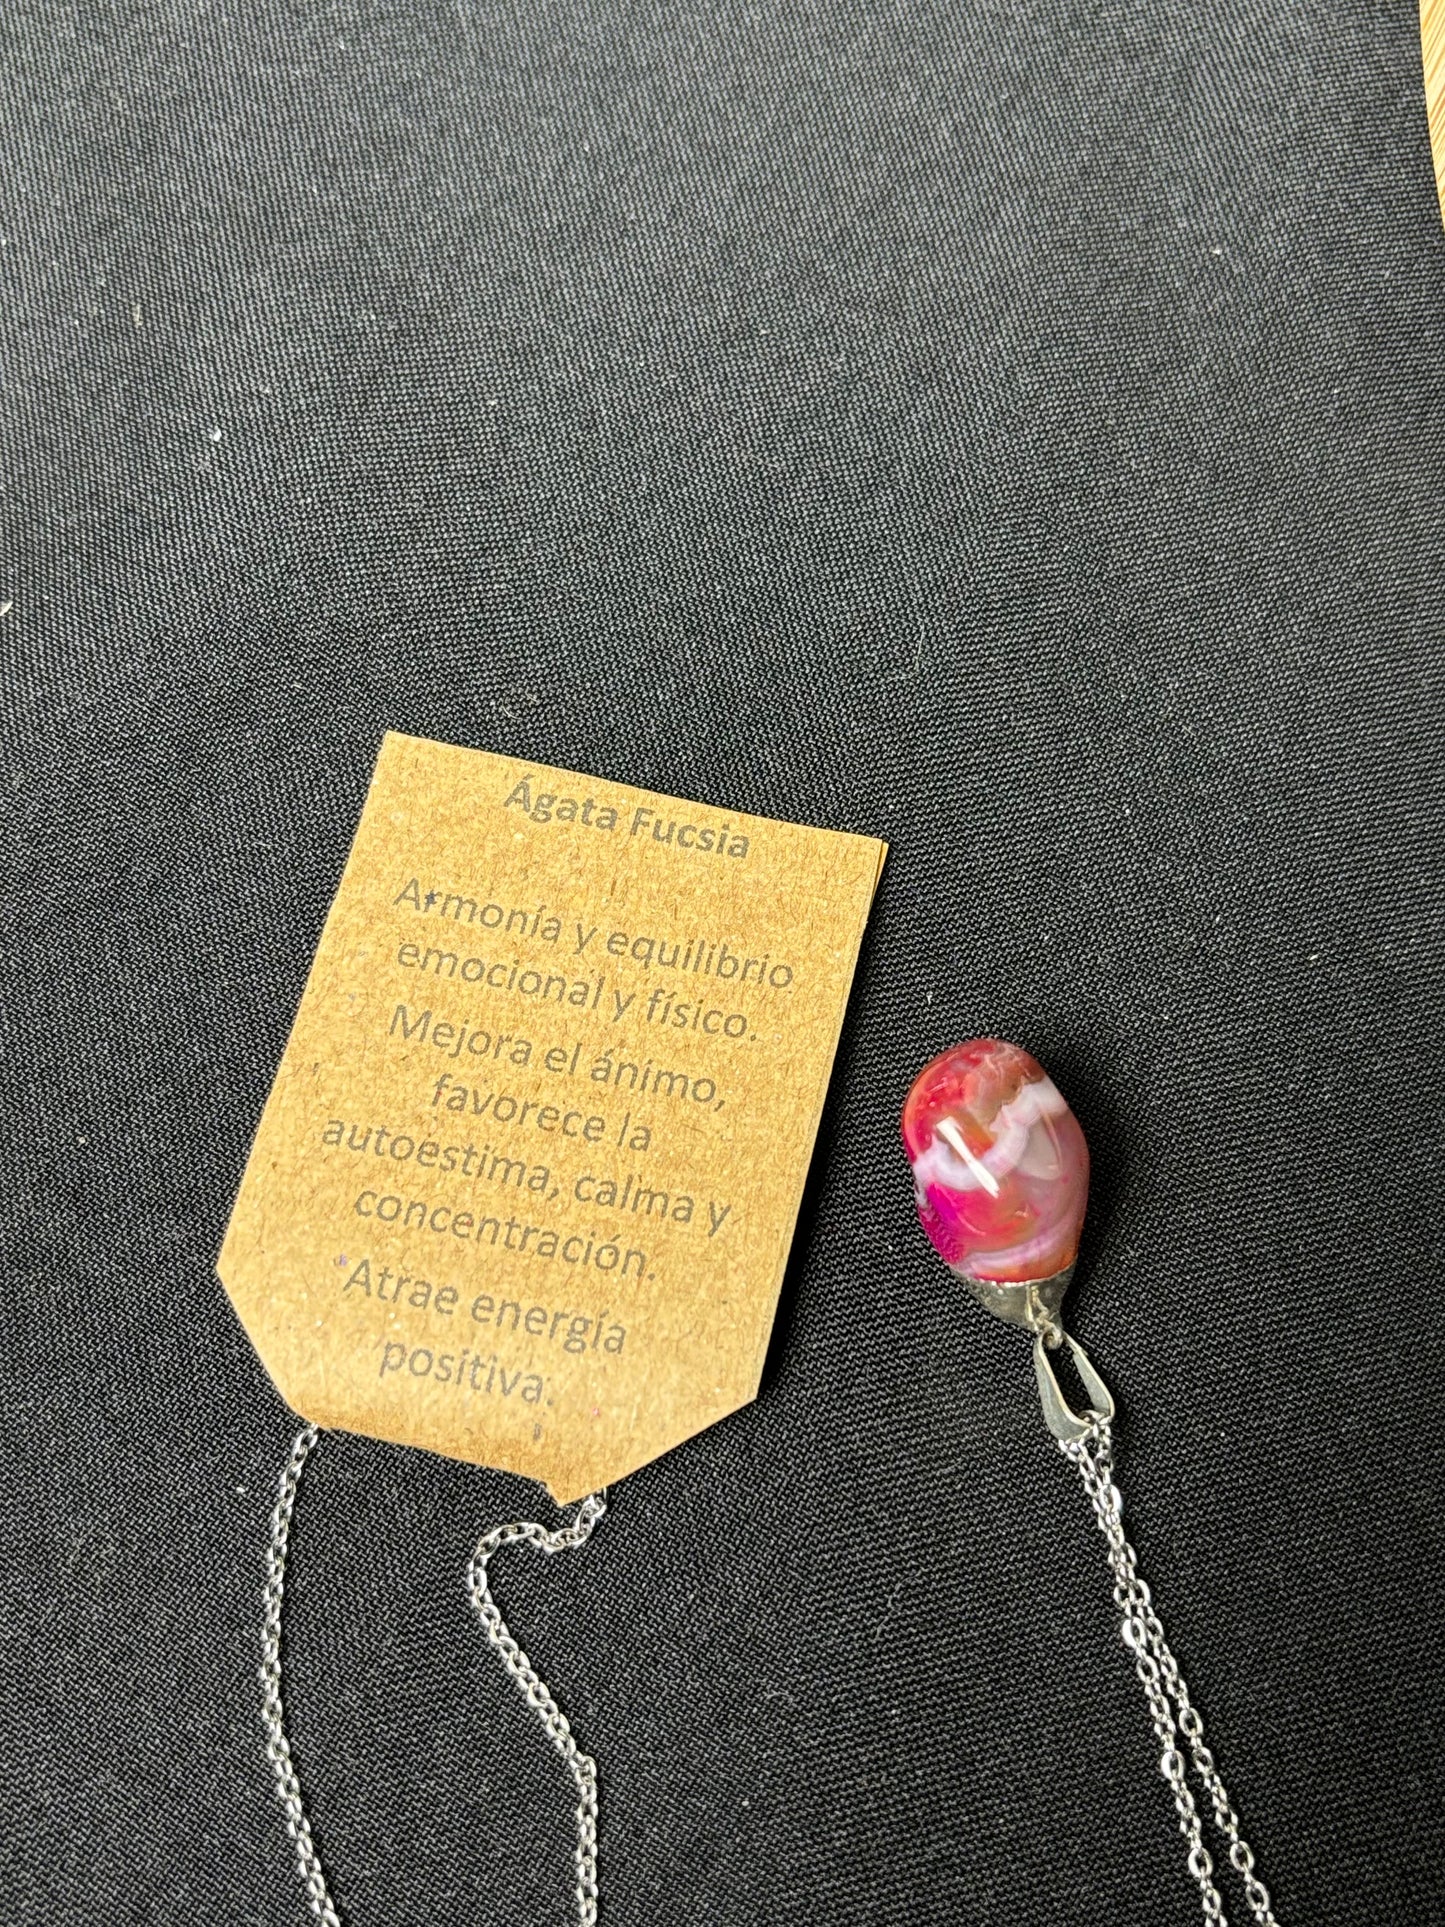 Ágata Fucsia
Armonía y equilibrio
emocional y físico.
Mejora el ánimo,
favorece la
autoestima, calma y
concentración.
Atrae energía
positiva.